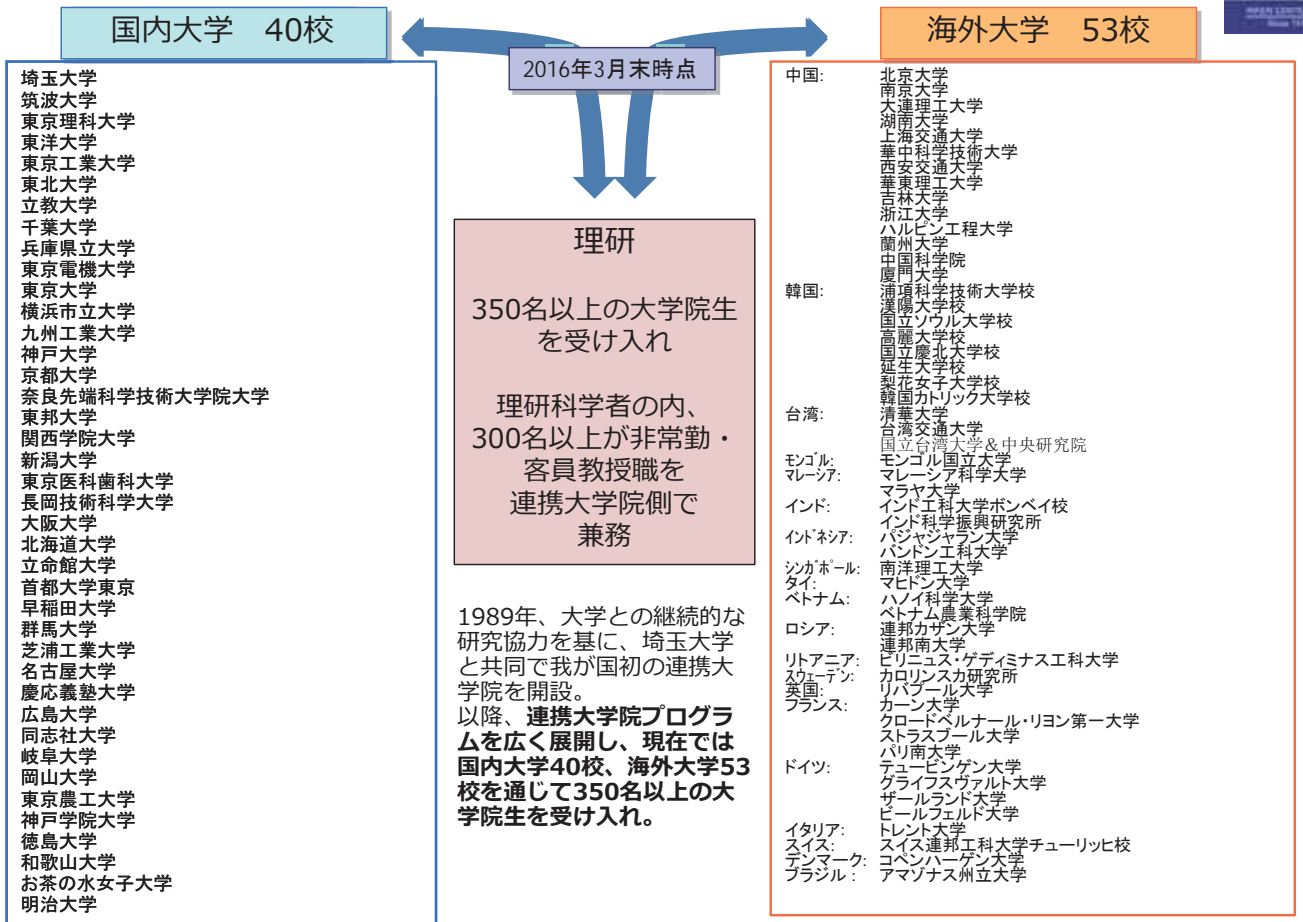 国内大学 40校
2016年3月末時点
海外大学 53校
埼玉大学
筑波大学
東京理科大学
東洋大学
東京工業大学
東北大学
立教大学
千葉大学
兵庫県立大学
東京電機大学
東京大学
横浜市立大学
九州工業大学
神戸大学
京都大学
奈良先端科学技術大学院大学
東邦大学
関西学院大学
新潟大学
東京医科歯科大学
長岡技術科学大学
大阪大学
北海道大学
立命館大学
首都大学東京
早稲田大学
群馬大学
芝浦工業大学
名古屋大学
慶応義塾大学
広島大学
同志社大学
岐阜大学
岡山大学
東京農工大学
神戸学院大学
徳島大学
和歌山大学
お茶の水女子大学
明治大学
理研
350名以上の大学院生
を受け入れ
理研科学者の内、
300名以上が非常勤・
客員教授職を
連携大学院側で
兼務
1989年、大学との継続的な
研究協力を基に、埼玉大学
と共同で我が国初の連携大
学院を開設。
以降、連携大学院プログラ
ムを広く展開し、現在では
国内大学40校、海外大学53
校を通じて350名以上の大
学院生を受け入れ。
中国: 北京大学
南京大学
大連理工大学
湖南大学
上海交通大学
華中科学技術大学
西安交通大学
華東理工大学
吉林大学
浙江大学
ハルピン工程大学
蘭州大学
中国科学院
厦門大学
韓国: 浦項科学技術大学校
漢陽大学校
国立ソウル大学校
高麗大学校
国立慶北大学校
延生大学校
梨花女子大学校
韓国カトリック大学校
台湾: 清華大学
台湾交通大学
国立台湾大学&中央研究院
モンゴル: モンゴル国立大学
マレーシア: マレーシア科学大学
マラヤ大学
インド: インド工科大学ボンベイ校
インド科学振興研究所
インドネシア: パジャジャラン大学
バンドン工科大学
シンガポール: 南洋理工大学
タイ: マヒドン大学
ベトナム: ハノイ科学大学
ベトナム農業科学院
ロシア: 連邦カザン大学
連邦南大学
リトアニア: ビリニュス・ゲディミナス工科大学
スウェーデン: カロリンスカ研究所
英国: リバプール大学
フランス: カーン大学
クロードベルナール・リヨン第一大学
ストラスブール大学
パリ南大学
ドイツ: テュービンゲン大学
グライフスヴァルト大学
ザールランド大学
ビールフェルド大学
イタリア: トレント大学
スイス: スイス連邦工科大学チューリッヒ校
デンマーク: コペンハーゲン大学
ブラジル: アマゾナス州立大学